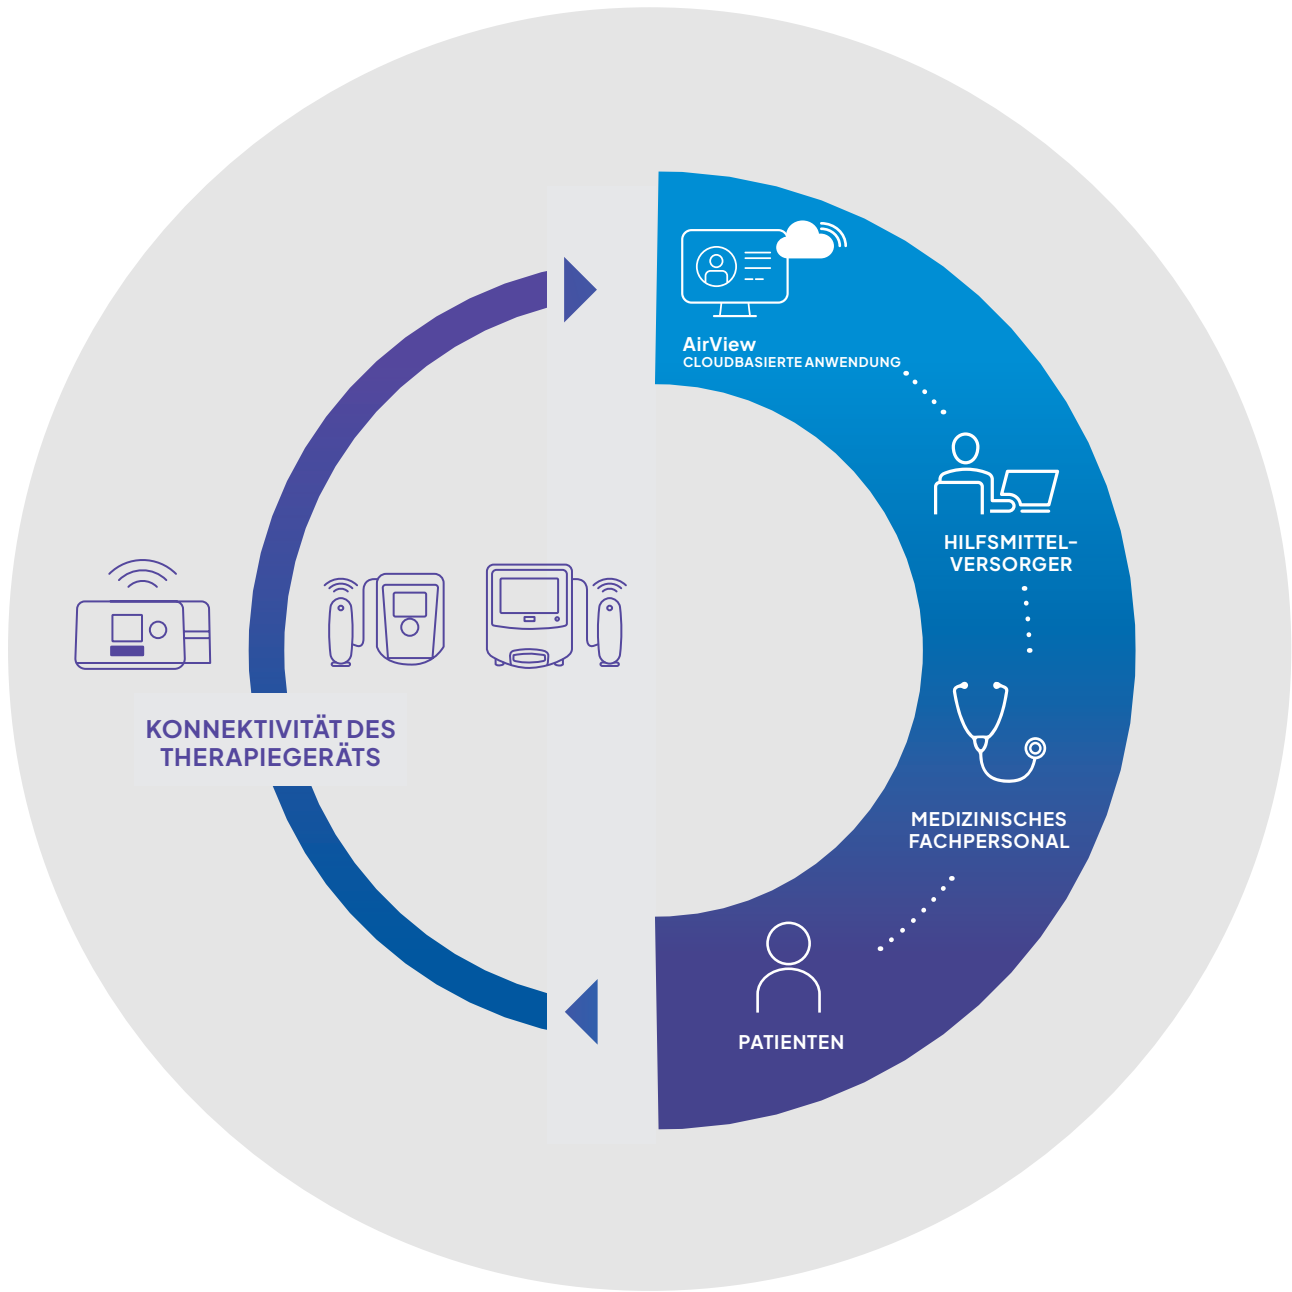 AirView
CLOUDBASIERTE ANWENDUNG
HILFSMITTEL-
VERSORGER
KONNEKTIVITÄT DES
THERAPIEGERÄTS
MEDIZINISCHES
FACHPERSONAL
PATIENTEN